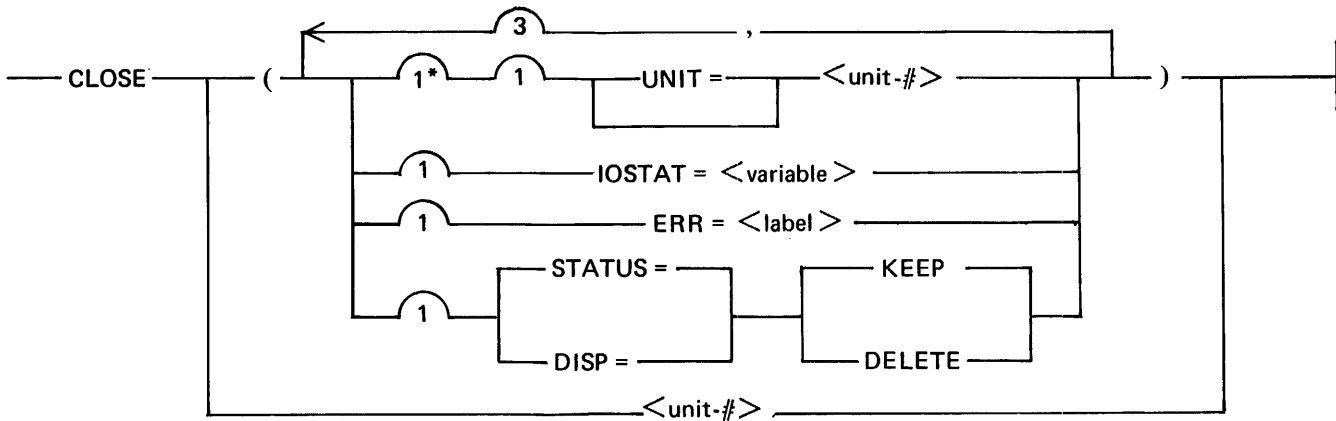 3 ,
CLOSE ( 1* 1 UNIT = <unit-#> )
1 IOSTAT = <variable>
1 ERR = <label>
STATUS = KEEP
1
DISP = DELETE
<unit-#>